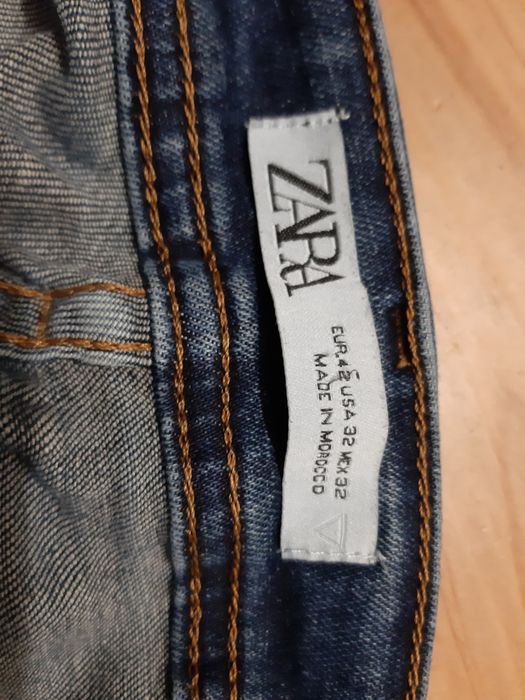 ZARA
EUR.42 USA 32 MEX 32
MADE IN MOROCCO